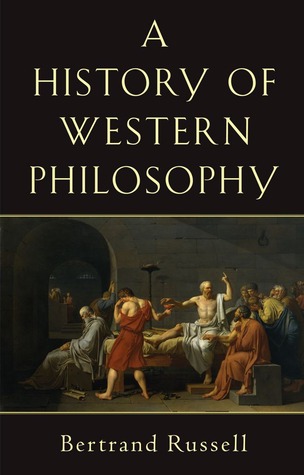 A
HISTORY OF
WESTERN
PHILOSOPHY
Bertrand Russell